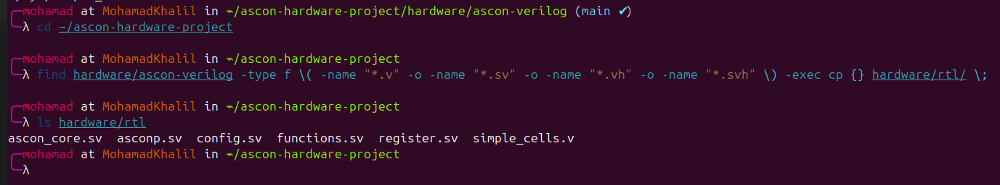 mohamad at MohamadKhalil in ~/ascon-hardware-project/hardware/ascon-verilog (main ✔)
λ cd ~/ascon-hardware-project
mohamad at MohamadKhalil in ~/ascon-hardware-project
λ find hardware/ascon-verilog -type f \( -name "*.v" -o -name "*.sv" -o -name "*.vh" -o -name "*.svh" \) -exec cp {} hardware/rtl/ \;
mohamad at MohamadKhalil in ~/ascon-hardware-project
λ ls hardware/rtl
ascon_core.sv  asconp.sv  config.sv  functions.sv  register.sv  simple_cells.v
mohamad at MohamadKhalil in ~/ascon-hardware-project
λ